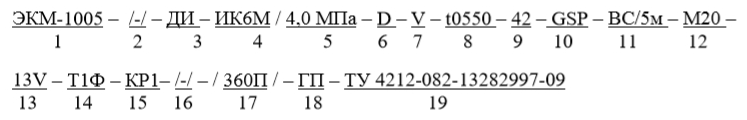 ЭКМ-1005 – /-/ – ДИ – ИК6М / 4,0 МПа – D – V – t0550 – 42 – GSP – ВС/5м – М20 –
1 2 3 4 5 6 7 8 9 10 11 12
13V – Т1Ф – КР1– /-/ – / 360П / – ГП – ТУ 4212-082-13282997-09
13 14 15 16 17 18 19